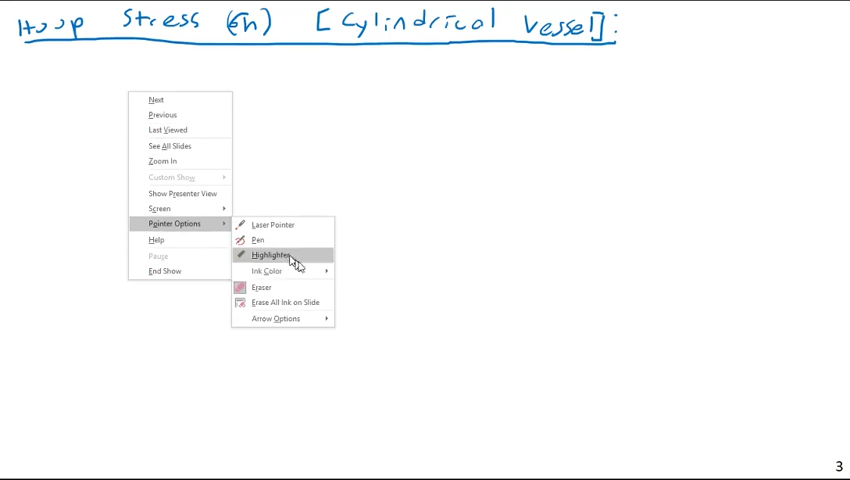 Hoop Stress (σh) [Cylindrical Vessel]:
Next
Previous
Last Viewed
See All Slides
Zoom In
Custom Show
Show Presenter View
Screen
Pointer Options
Help
Pause
End Show
Laser Pointer
Pen
Highlighter
Ink Color
Eraser
Erase All Ink on Slide
Arrow Options
3